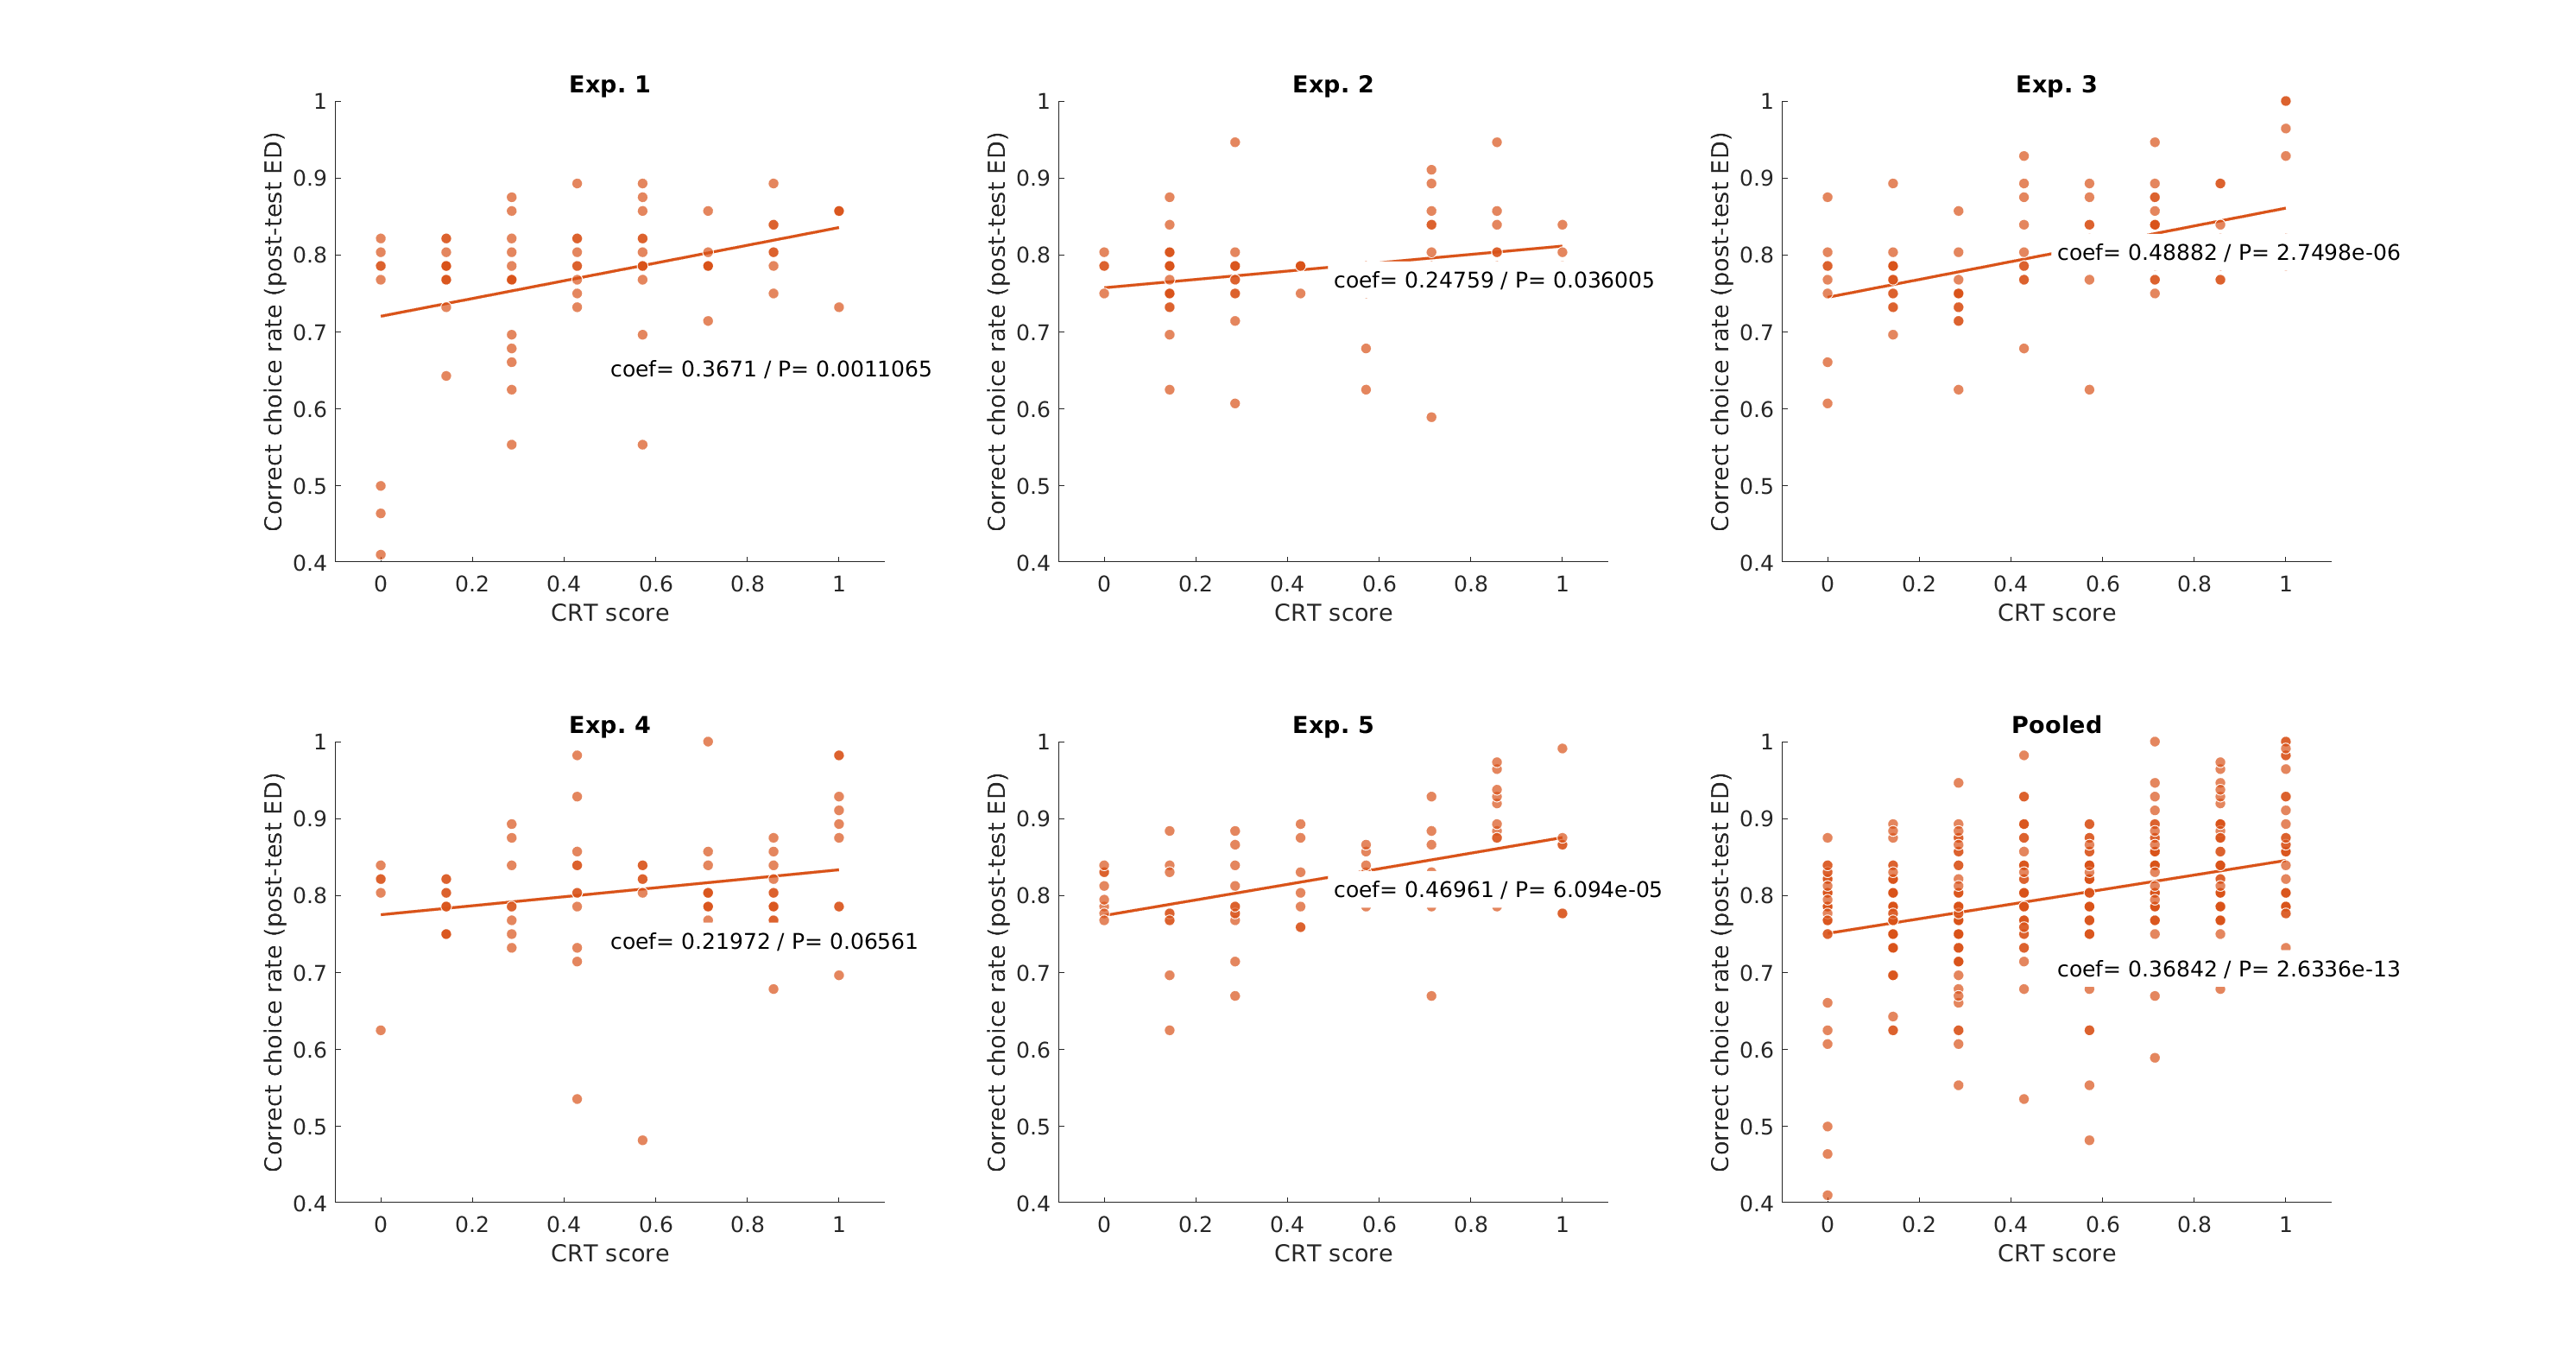 Exp. 1
1
0.9
0.8
0.7
0.6
0.5
0.4
Correct choice rate (post-test ED)
coef= 0.3671 / P= 0.0011065
0 0.2 0.4 0.6 0.8 1
CRT score
Exp. 2
1
0.9
0.8
0.7
0.6
0.5
0.4
Correct choice rate (post-test ED)
coef= 0.24759 / P= 0.036005
0 0.2 0.4 0.6 0.8 1
CRT score
Exp. 3
1
0.9
0.8
0.7
0.6
0.5
0.4
Correct choice rate (post-test ED)
coef= 0.48882 / P= 2.7498e-06
0 0.2 0.4 0.6 0.8 1
CRT score
Exp. 4
1
0.9
0.8
0.7
0.6
0.5
0.4
Correct choice rate (post-test ED)
coef= 0.21972 / P= 0.06561
0 0.2 0.4 0.6 0.8 1
CRT score
Exp. 5
1
0.9
0.8
0.7
0.6
0.5
0.4
Correct choice rate (post-test ED)
coef= 0.46961 / P= 6.094e-05
0 0.2 0.4 0.6 0.8 1
CRT score
Pooled
1
0.9
0.8
0.7
0.6
0.5
0.4
Correct choice rate (post-test ED)
coef= 0.36842 / P= 2.6336e-13
0 0.2 0.4 0.6 0.8 1
CRT score